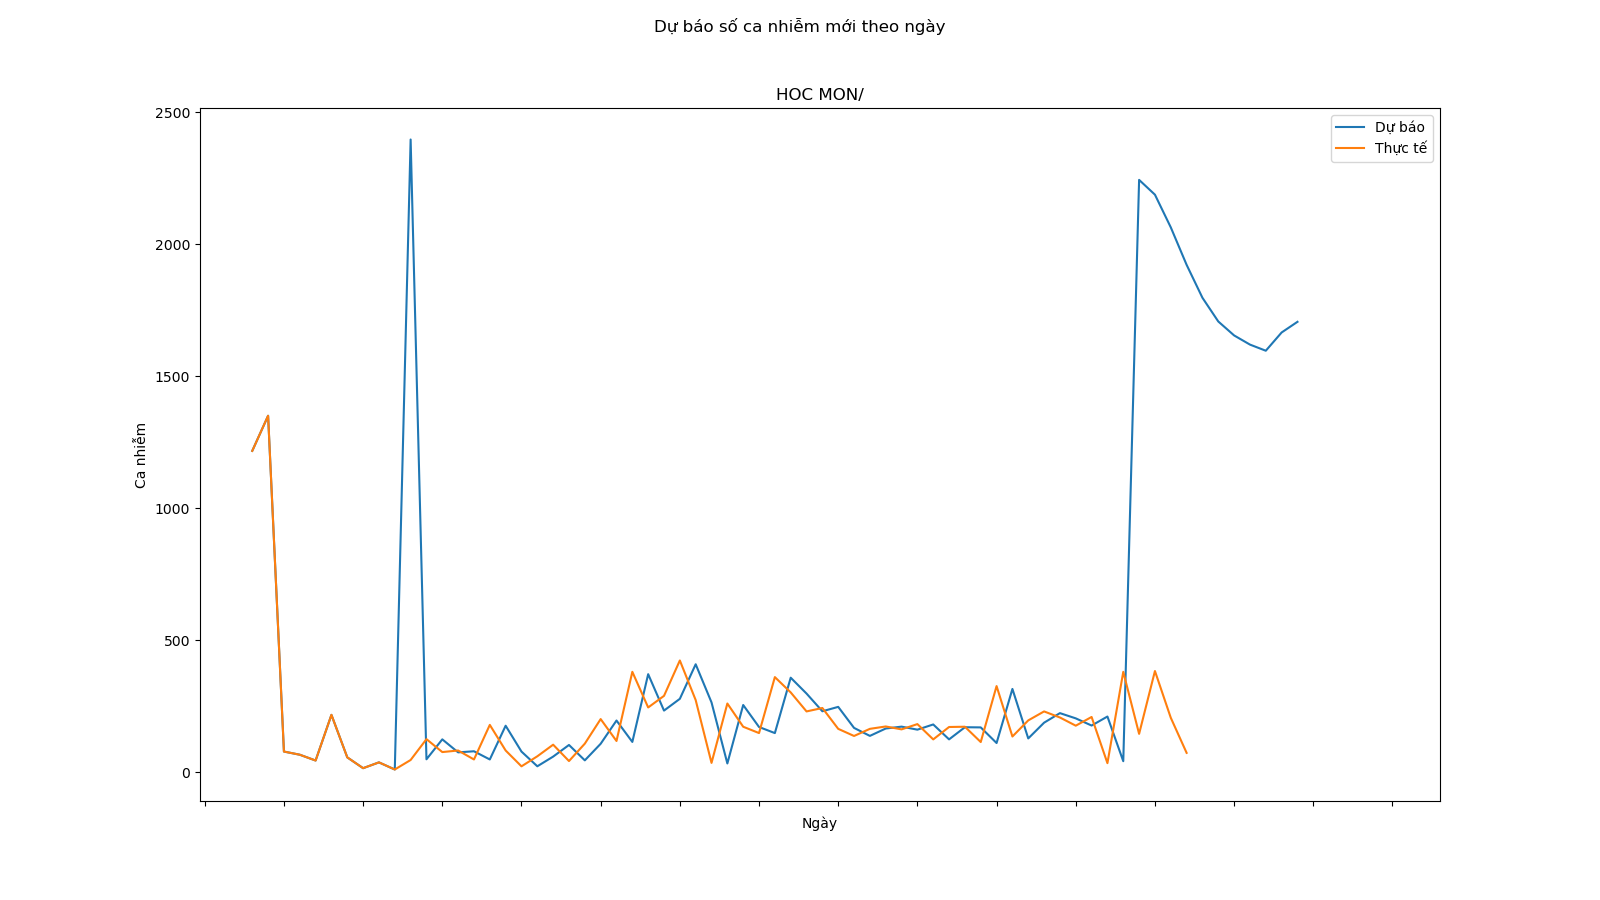 Dự báo số ca nhiễm mới theo ngày
HOC MON/
2500
2000
1500
1000
500
0
Ca nhiễm
Ngày
Dự báo
Thực tế